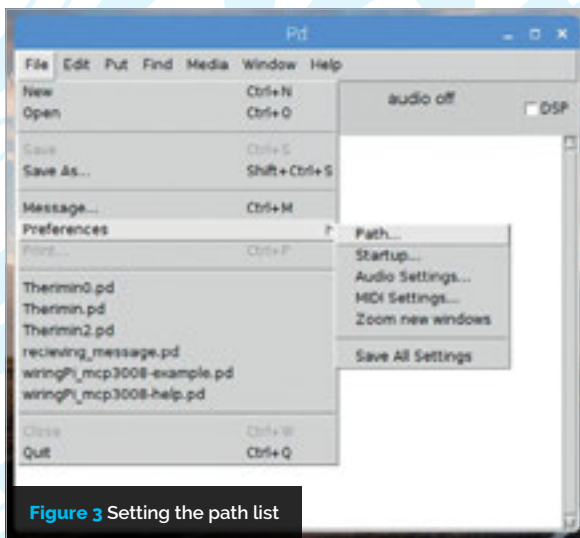 Pd
File Edit Put Find Media Window Help
New Ctrl+N
Open Ctrl+O
audio off
DSP
Save Ctrl+S
Save As... Shift+Ctrl+S
Message... Ctrl+M
Preferences
Print... Ctrl+P
Therimin0.pd
Therimin.pd
Therimin2.pd
recieving_message.pd
wiringPi_mcp3008-example.pd
wiringPi_mcp3008-help.pd
Close Ctrl+W
Quit Ctrl+Q
Path...
Startup...
Audio Settings...
MIDI Settings...
Zoom new windows
Save All Settings
Figure 3 Setting the path list